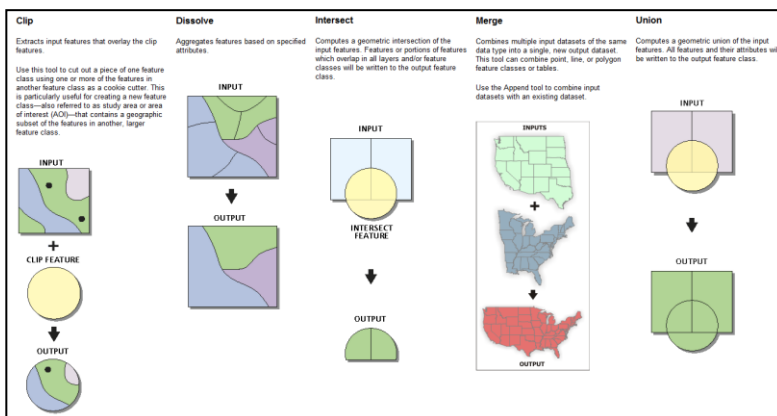 Clip
Extracts input features that overlay the clip
features.
Use this tool to cut out a piece of one feature
class using one or more of the features in
another feature class as a cookie cutter. This
is particularly useful for creating a new feature
class—also referred to as study area or area
of interest (AOI)—that contains a geographic
subset of the features in another, larger
feature class.
INPUT
CLIP FEATURE
OUTPUT
Dissolve
Aggregates features based on specified
attributes.
INPUT
OUTPUT
Intersect
Computes a geometric intersection of the
input features. Features or portions of features
which overlap in all layers and/or feature
classes will be written to the output feature
class.
INPUT
INTERSECT
FEATURE
OUTPUT
Merge
Combines multiple input datasets of the same
data type into a single, new output dataset.
This tool can combine point, line, or polygon
feature classes or tables.
Use the Append tool to combine input
datasets with an existing dataset.
INPUTS
OUTPUT
Union
Computes a geometric union of the input
features. All features and their attributes will
be written to the output feature class.
INPUT
OUTPUT